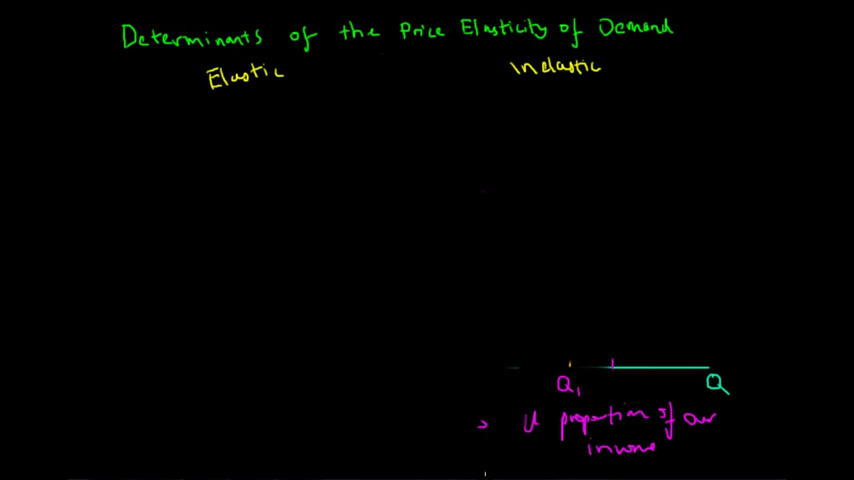 Determinants of the Price Elasticity of Demand
Elastic Inelastic
Q1 Q
proportion of our
income